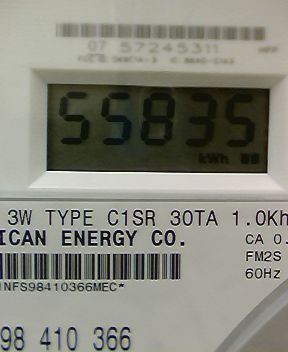 07 57245311
55835
kWh
3W TYPE C1SR 30TA 1.0Kh
ICAN ENERGY CO.
CA 0.
FM2S
60Hz
NFS98410366MEC*
98 410 366